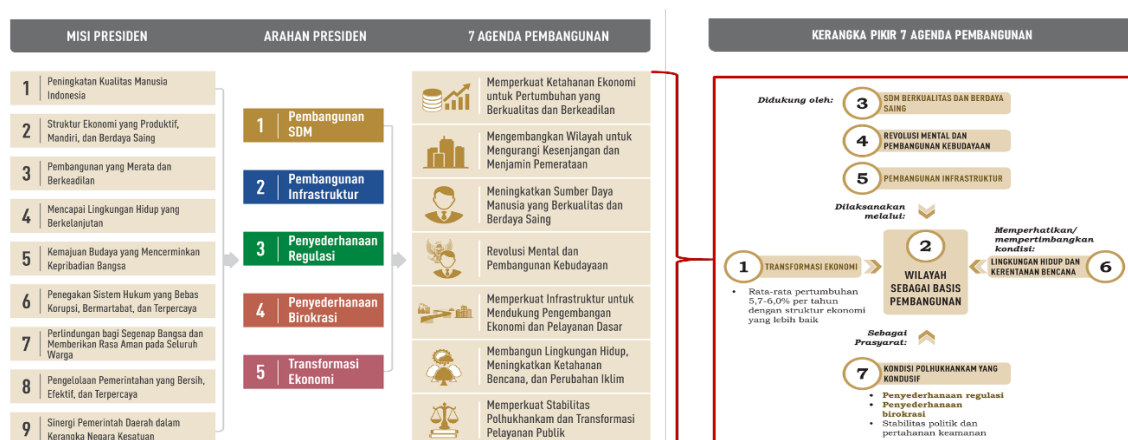 MISI PRESIDEN
1
Peningkatan Kualitas Manusia
Indonesia
2
Struktur Ekonomi yang Produktif,
Mandiri, dan Berdaya Saing
3
Pembangunan yang Merata dan
Berkeadilan
4
Mencapai Lingkungan Hidup yang
Berkelanjutan
5
Kemajuan Budaya yang Mencerminkan
Kepribadian Bangsa
6
Penegakan Sistem Hukum yang Bebas
Korupsi, Bermartabat, dan Terpercaya
7
Perlindungan bagi Segenap Bangsa dan
Memberikan Rasa Aman pada Seluruh
Warga
8
Pengelolaan Pemerintahan yang Bersih,
Efektif, dan Terpercaya
9
Sinergi Pemerintah Daerah dalam
Kerangka Negara Kesatuan
ARAHAN PRESIDEN
1
Pembangunan
SDM
2
Pembangunan
Infrastruktur
3
Penyederhanaan
Regulasi
4
Penyederhanaan
Birokrasi
5
Transformasi
Ekonomi
7 AGENDA PEMBANGUNAN
Memperkuat Ketahanan Ekonomi
untuk Pertumbuhan yang
Berkualitas dan Berkeadilan
Mengembangkan Wilayah untuk
Mengurangi Kesenjangan dan
Menjamin Pemerataan
Meningkatkan Sumber Daya
Manusia yang Berkualitas dan
Berdaya Saing
Revolusi Mental dan
Pembangunan Kebudayaan
Memperkuat Infrastruktur untuk
Mendukung Pengembangan
Ekonomi dan Pelayanan Dasar
Membangun Lingkungan Hidup,
Meningkatkan Ketahanan
Bencana, dan Perubahan Iklim
Memperkuat Stabilitas
Polhukhankam dan Transformasi
Pelayanan Publik
KERANGKA PIKIR 7 AGENDA PEMBANGUNAN
Didukung oleh:
3
SDM BERKUALITAS DAN BERDAYA
SAING
4
REVOLUSI MENTAL DAN
PEMBANGUNAN KEBUDAYAAN
5
PEMBANGUNAN INFRASTRUKTUR
Dilaksanakan
melalui:
1
TRANSFORMASI EKONOMI
• Rata-rata pertumbuhan
5,7-6,0% per tahun
dengan struktur ekonomi
yang lebih baik
2
WILAYAH
SEBAGAI BASIS
PEMBANGUNAN
Memperhatikan/
mempertimbangkan
kondisi:
LINGKUNGAN HIDUP DAN
KERENTANAN BENCANA
6
Sebagai
Prasyarat:
7
KONDISI POLHUKHANKAM YANG
KONDUSIF
• Penyederhanaan regulasi
• Penyederhanaan
birokrasi
• Stabilitas politik dan
pertahanan keamanan